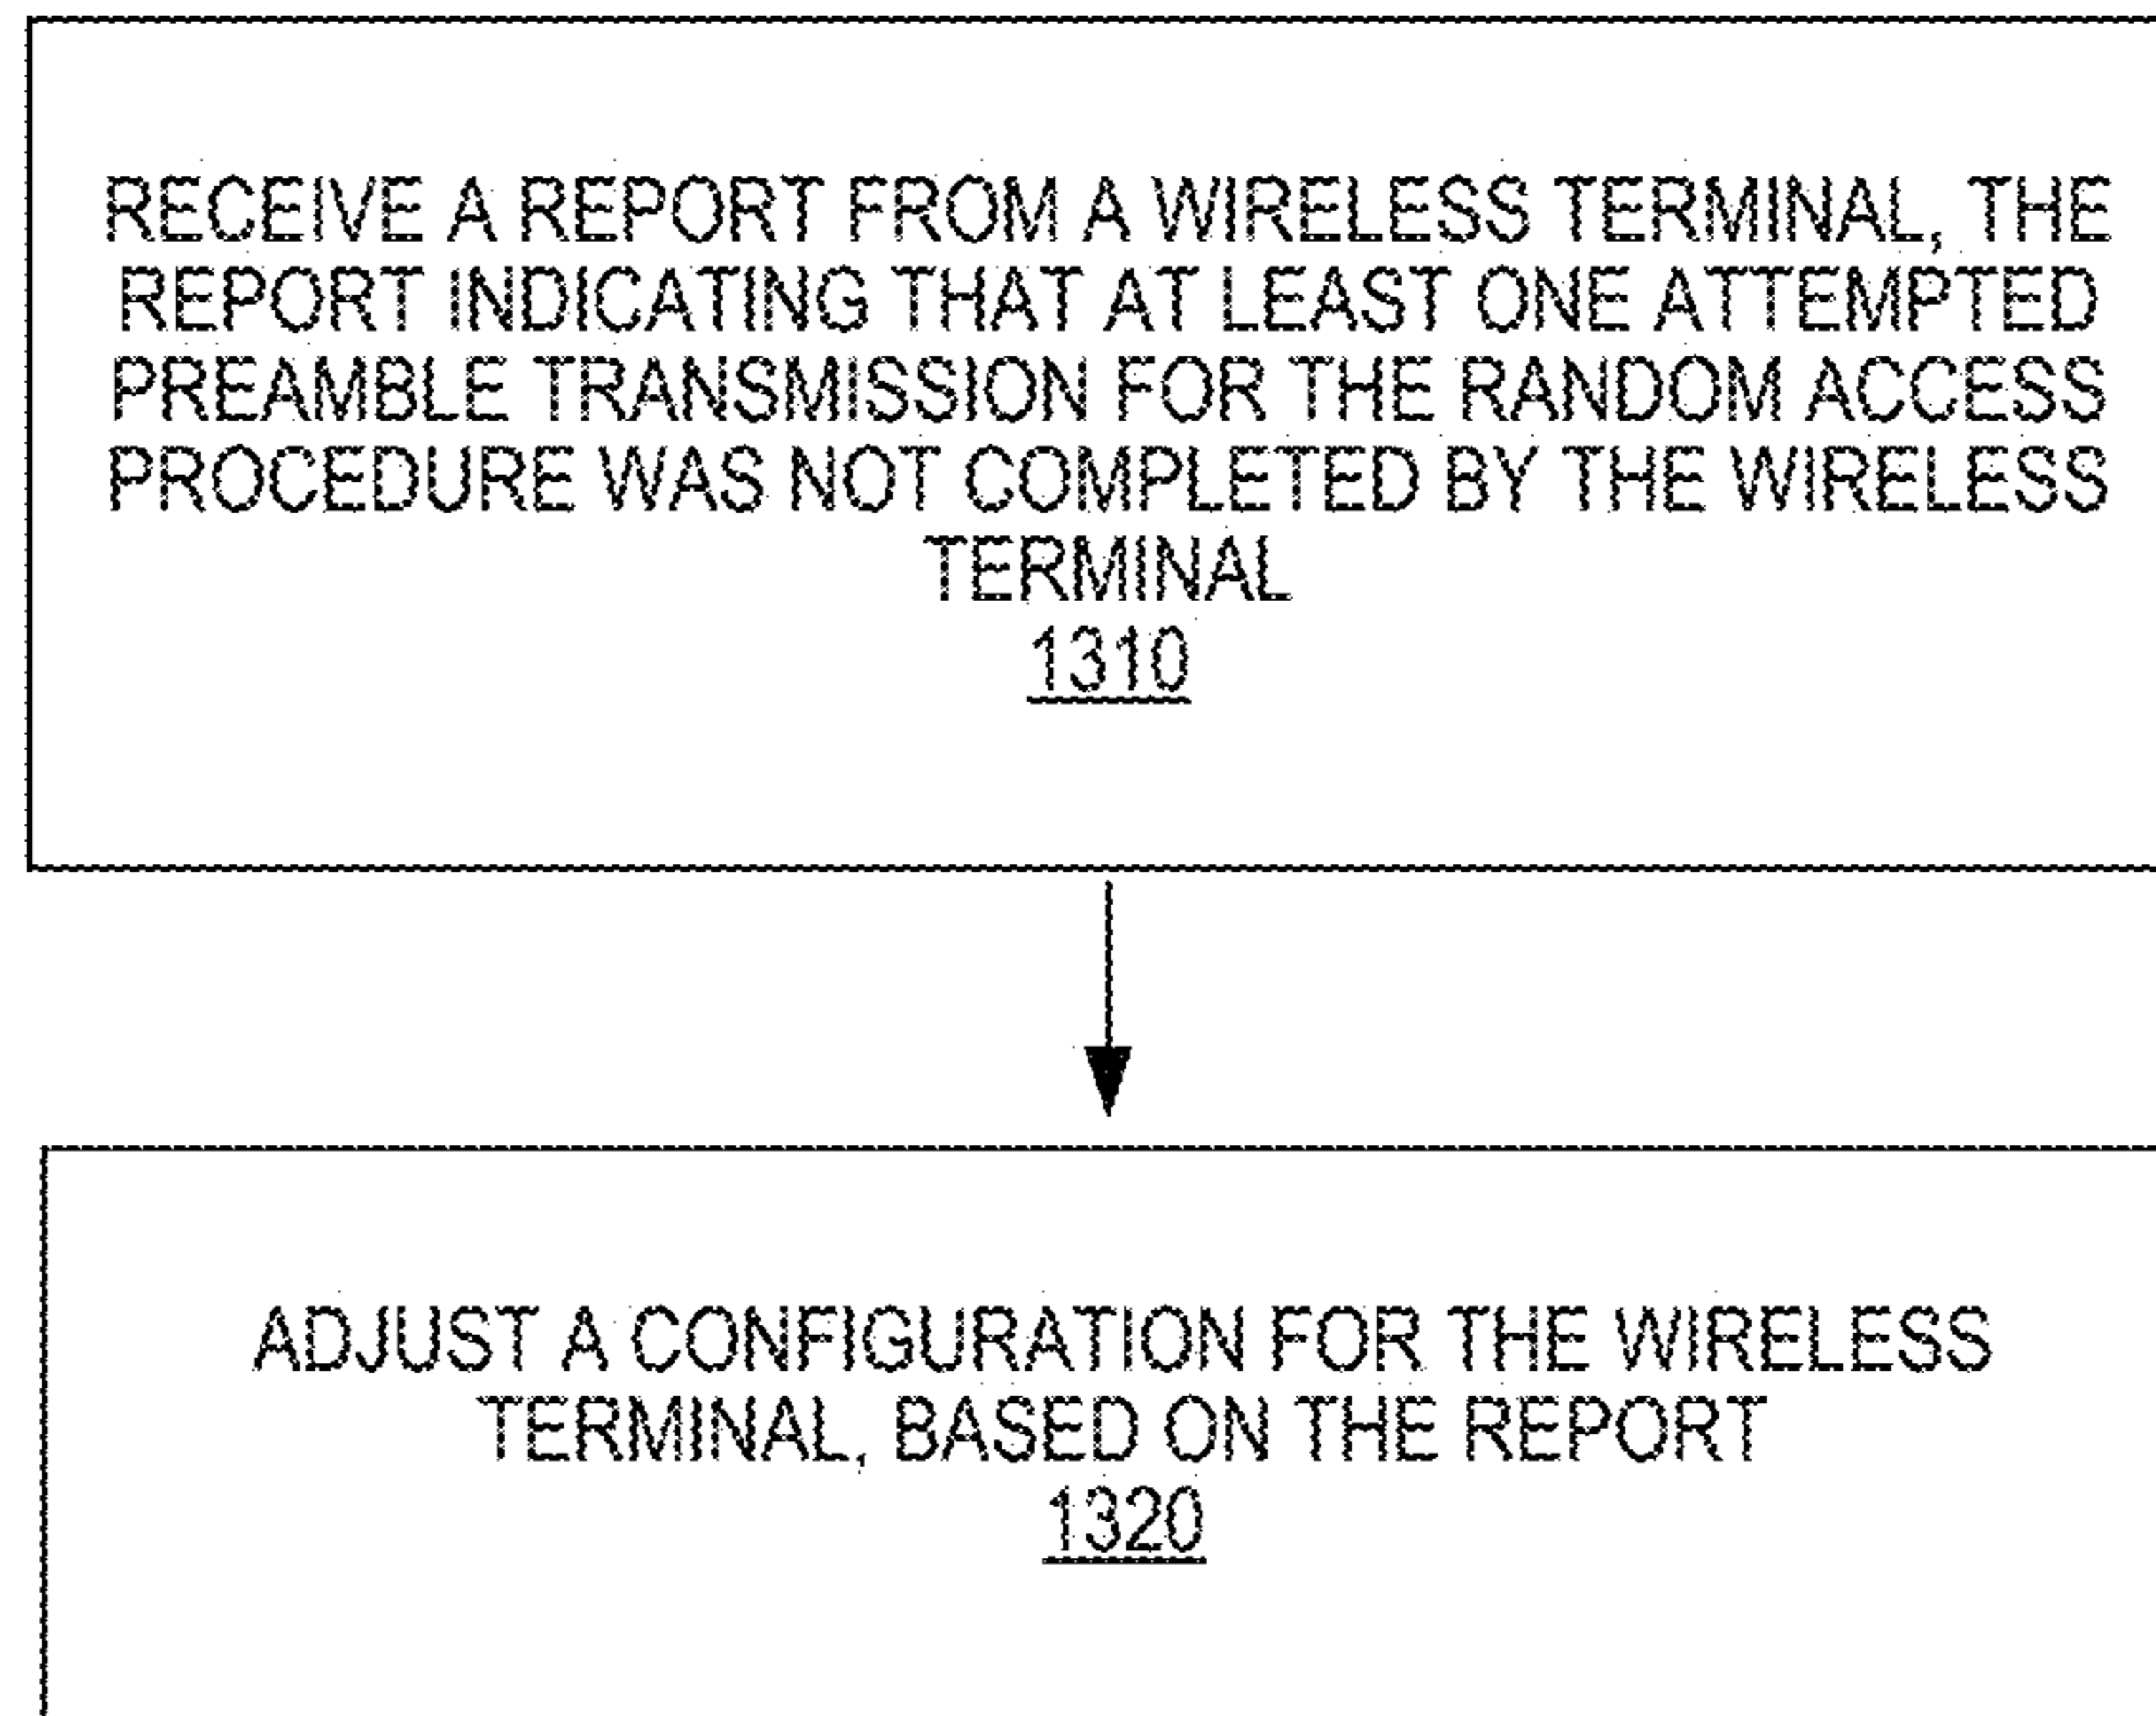 RECEIVE A REPORT FROM A WIRELESS TERMINAL, THE
REPORT INDICATING THAT AT LEAST ONE ATTEMPTED
PREAMBLE TRANSMISSION FOR THE RANDOM ACCESS
PROCEDURE WAS NOT COMPLETED BY THE WIRELESS
TERMINAL
1310
ADJUST A CONFIGURATION FOR THE WIRELESS
TERMINAL, BASED ON THE REPORT
1320